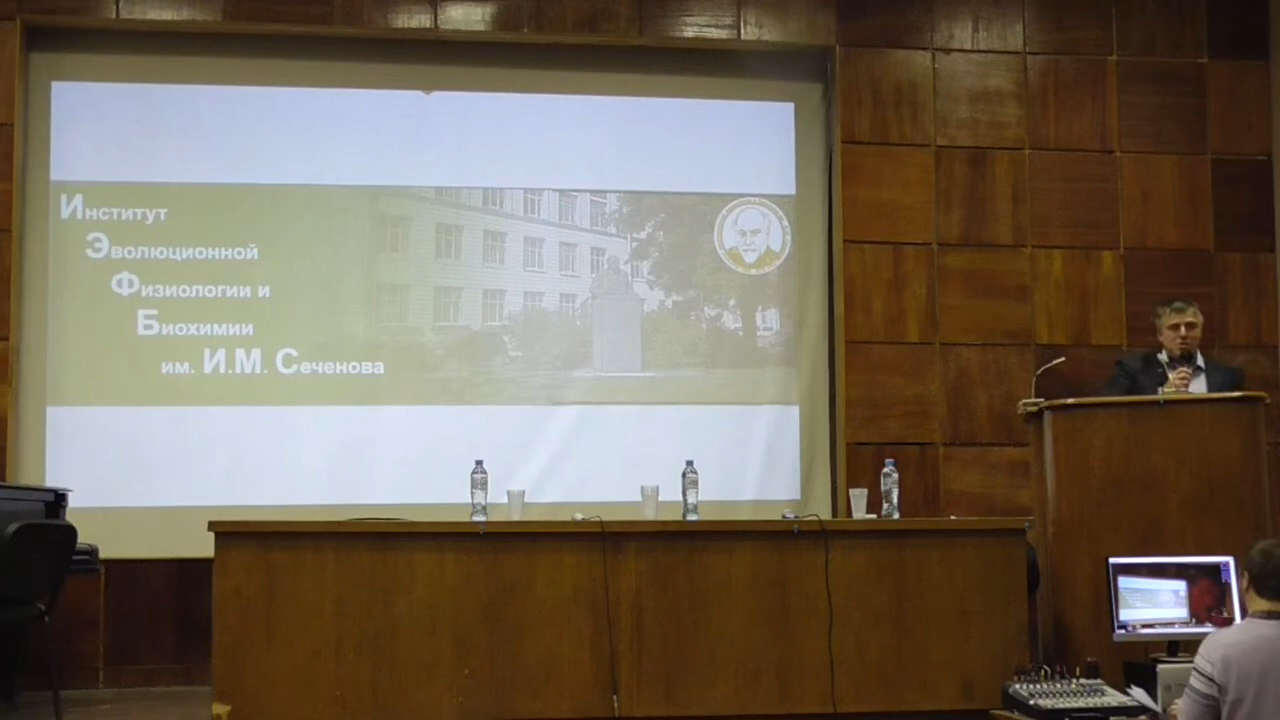 Институт
Эволюционной
Физиологии и
Биохимии
им. И.М. Сеченова